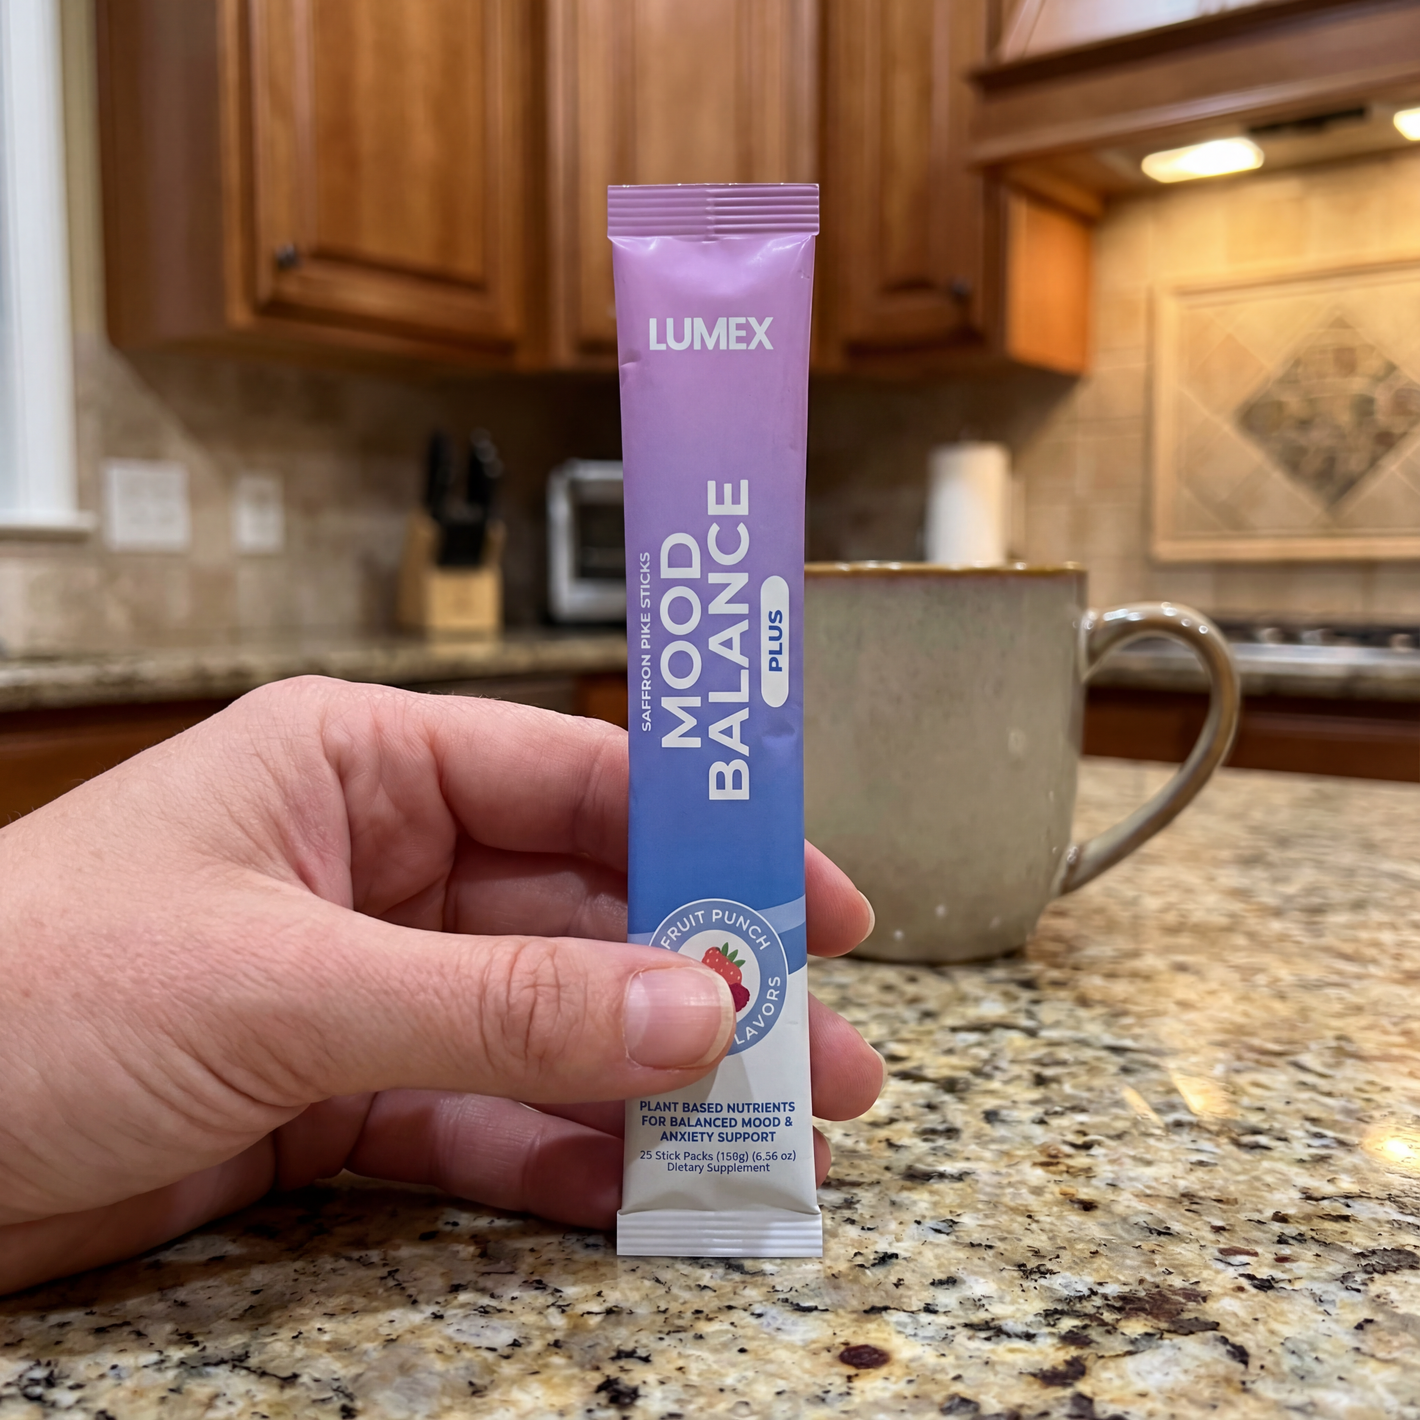 LUMEX
SAFFRON PIKE STICKS
MOOD
BALANCE
PLUS
FRUIT PUNCH
PLANT BASED NUTRIENTS
FOR BALANCED MOOD &
ANXIETY SUPPORT
25 Stick Packs (150g) (6.56 oz)
Dietary Supplement